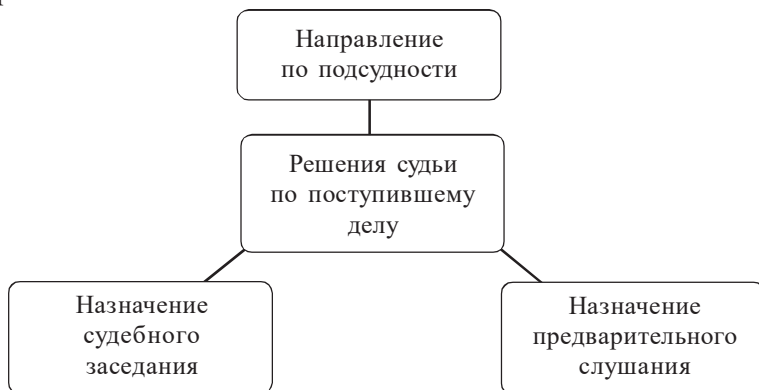 Направление
по подсудности
Решения судьи
по поступившему
делу
Назначение
судебного
заседания
Назначение
предварительного
слушания